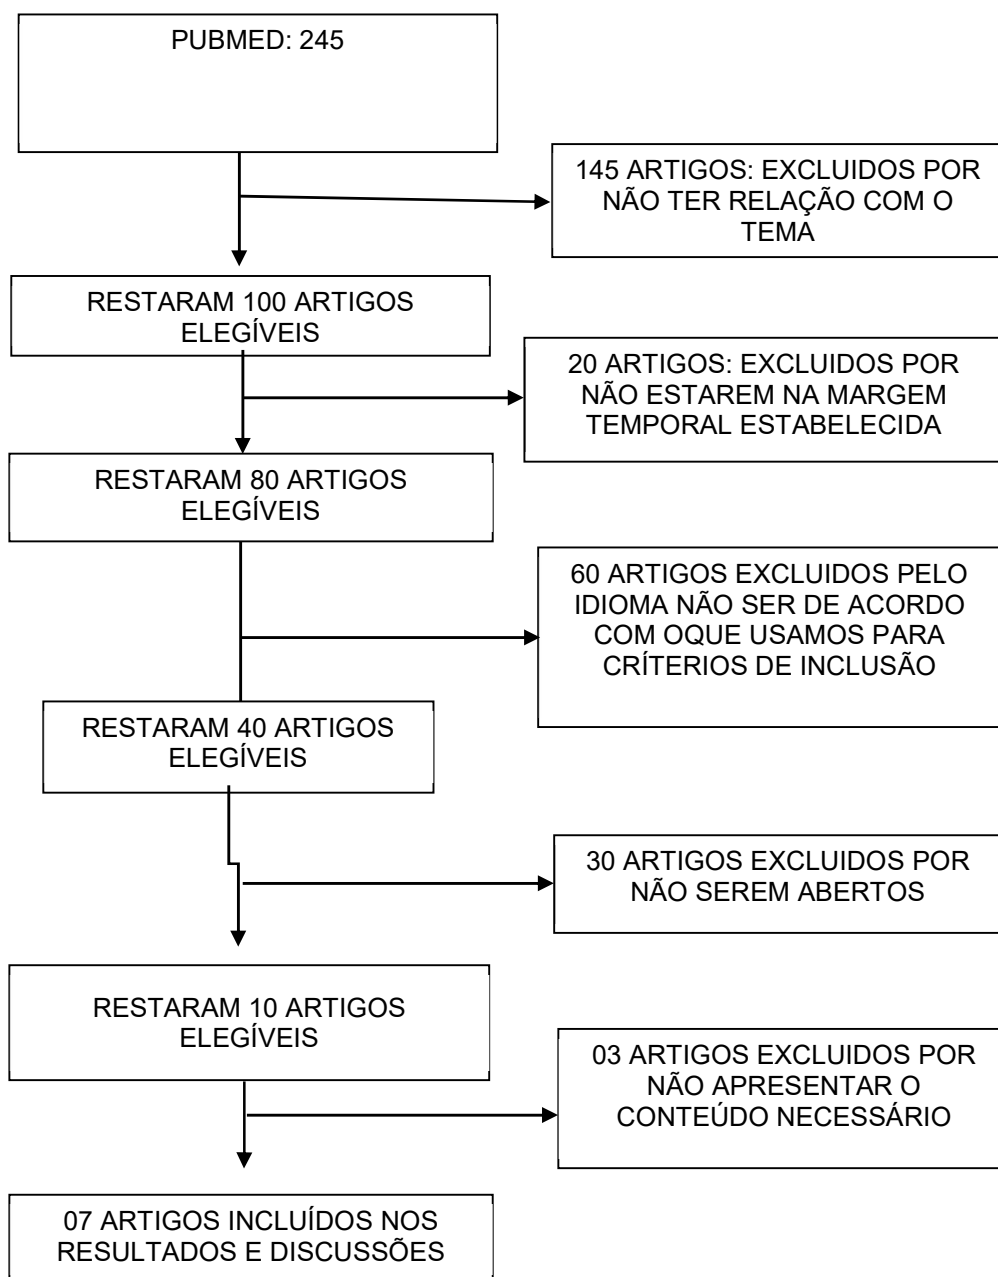 PUBMED: 245
145 ARTIGOS: EXCLUIDOS POR
NÃO TER RELAÇÃO COM O
TEMA
RESTARAM 100 ARTIGOS
ELEGÍVEIS
20 ARTIGOS: EXCLUIDOS POR
NÃO ESTAREM NA MARGEM
TEMPORAL ESTABELECIDA
RESTARAM 80 ARTIGOS
ELEGÍVEIS
60 ARTIGOS EXCLUIDOS PELO
IDIOMA NÃO SER DE ACORDO
COM OQUE USAMOS PARA
CRÍTERIOS DE INCLUSÃO
RESTARAM 40 ARTIGOS
ELEGÍVEIS
30 ARTIGOS EXCLUIDOS POR
NÃO SEREM ABERTOS
RESTARAM 10 ARTIGOS
ELEGÍVEIS
03 ARTIGOS EXCLUIDOS POR
NÃO APRESENTAR O
CONTEÚDO NECESSÁRIO
07 ARTIGOS INCLUÍDOS NOS
RESULTADOS E DISCUSSÕES